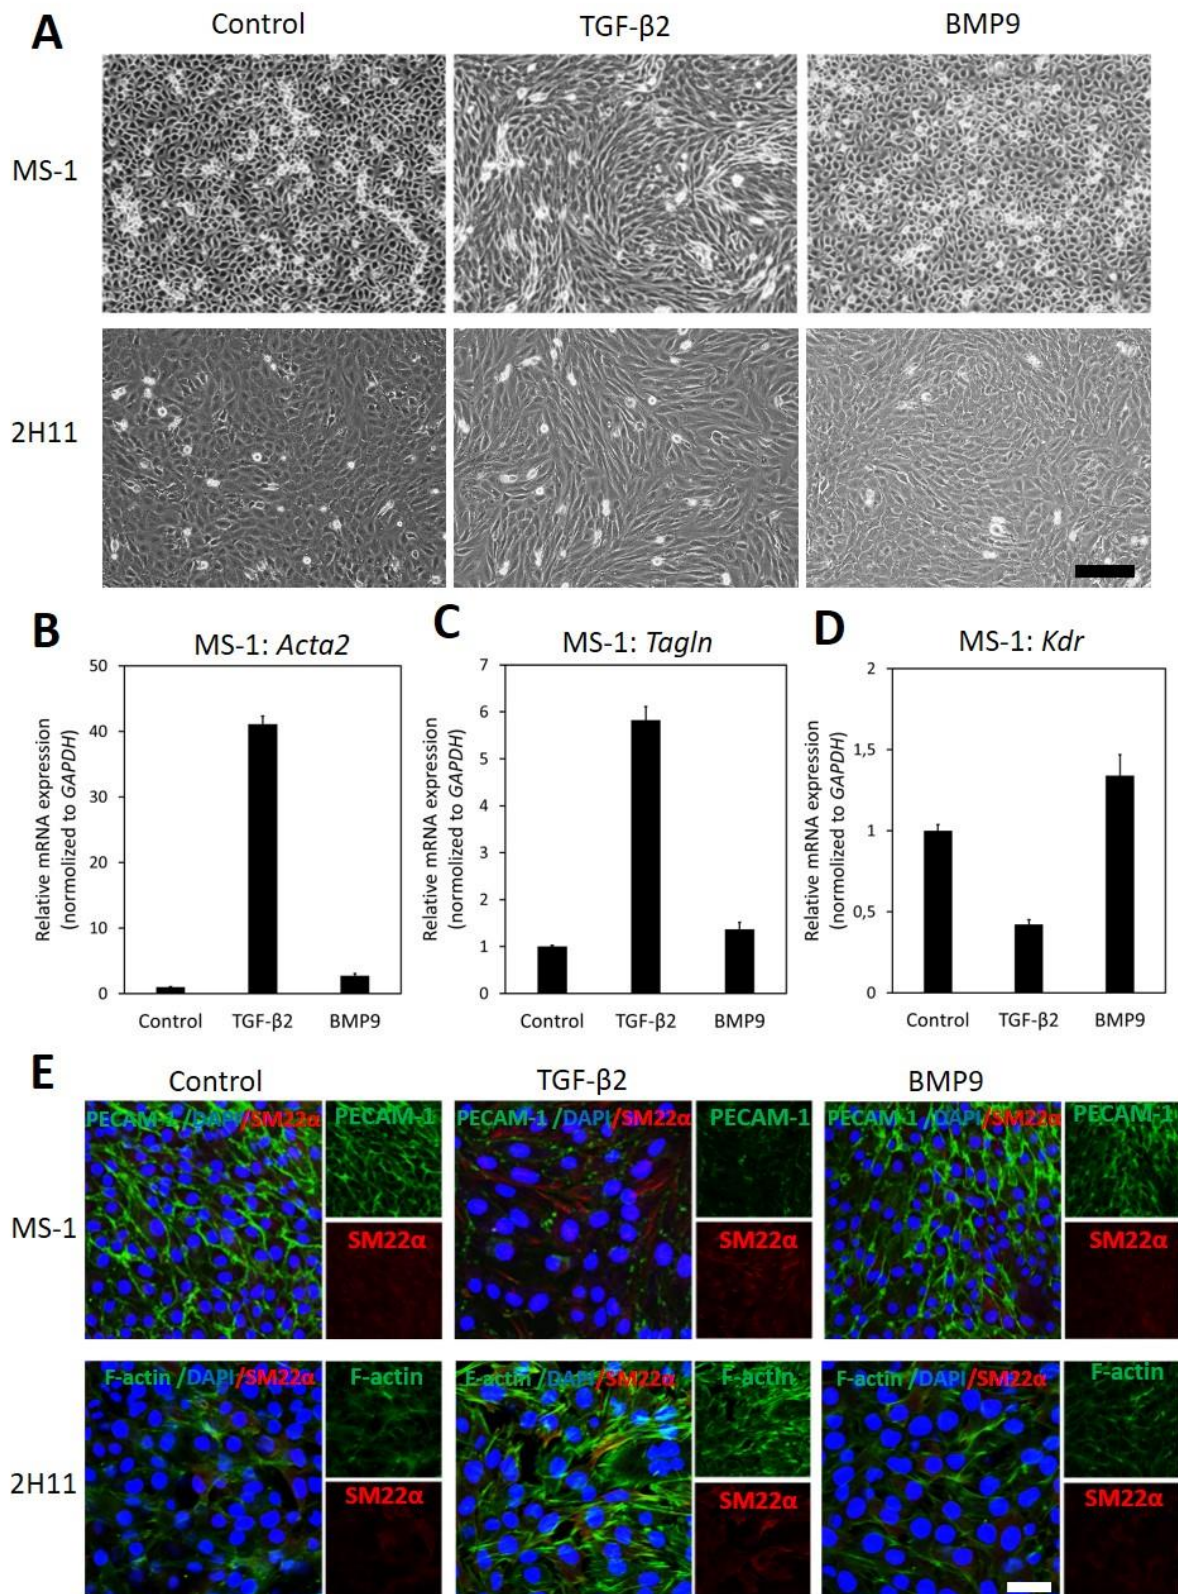 A
Control
TGF-β2
BMP9
MS-1
2H11
B
MS-1: Acta2
Relative mRNA expression
(normolized to GAPDH)
50
40
30
20
10
0
Control
TGF-β2
BMP9
C
MS-1: Tagln
Relative mRNA expression
(normolized to GAPDH)
7
6
5
4
3
2
1
0
Control
TGF-β2
BMP9
D
MS-1: Kdr
Relative mRNA expression
(normolized to GAPDH)
2
1,5
1
0,5
0
Control
TGF-β2
BMP9
E
Control
TGF-β2
BMP9
MS-1
PECAM-1 /DAPI/SM22α
PECAM-1
SM22α
PECAM-1 /DAPI/SM22α
PECAM-1
SM22α
PECAM-1 /DAPI/SM22α
PECAM-1
SM22α
2H11
F-actin /DAPI/SM22α
F-actin
SM22α
F-actin /DAPI/SM22α
F-actin
SM22α
F-actin /DAPI/SM22α
F-actin
SM22α